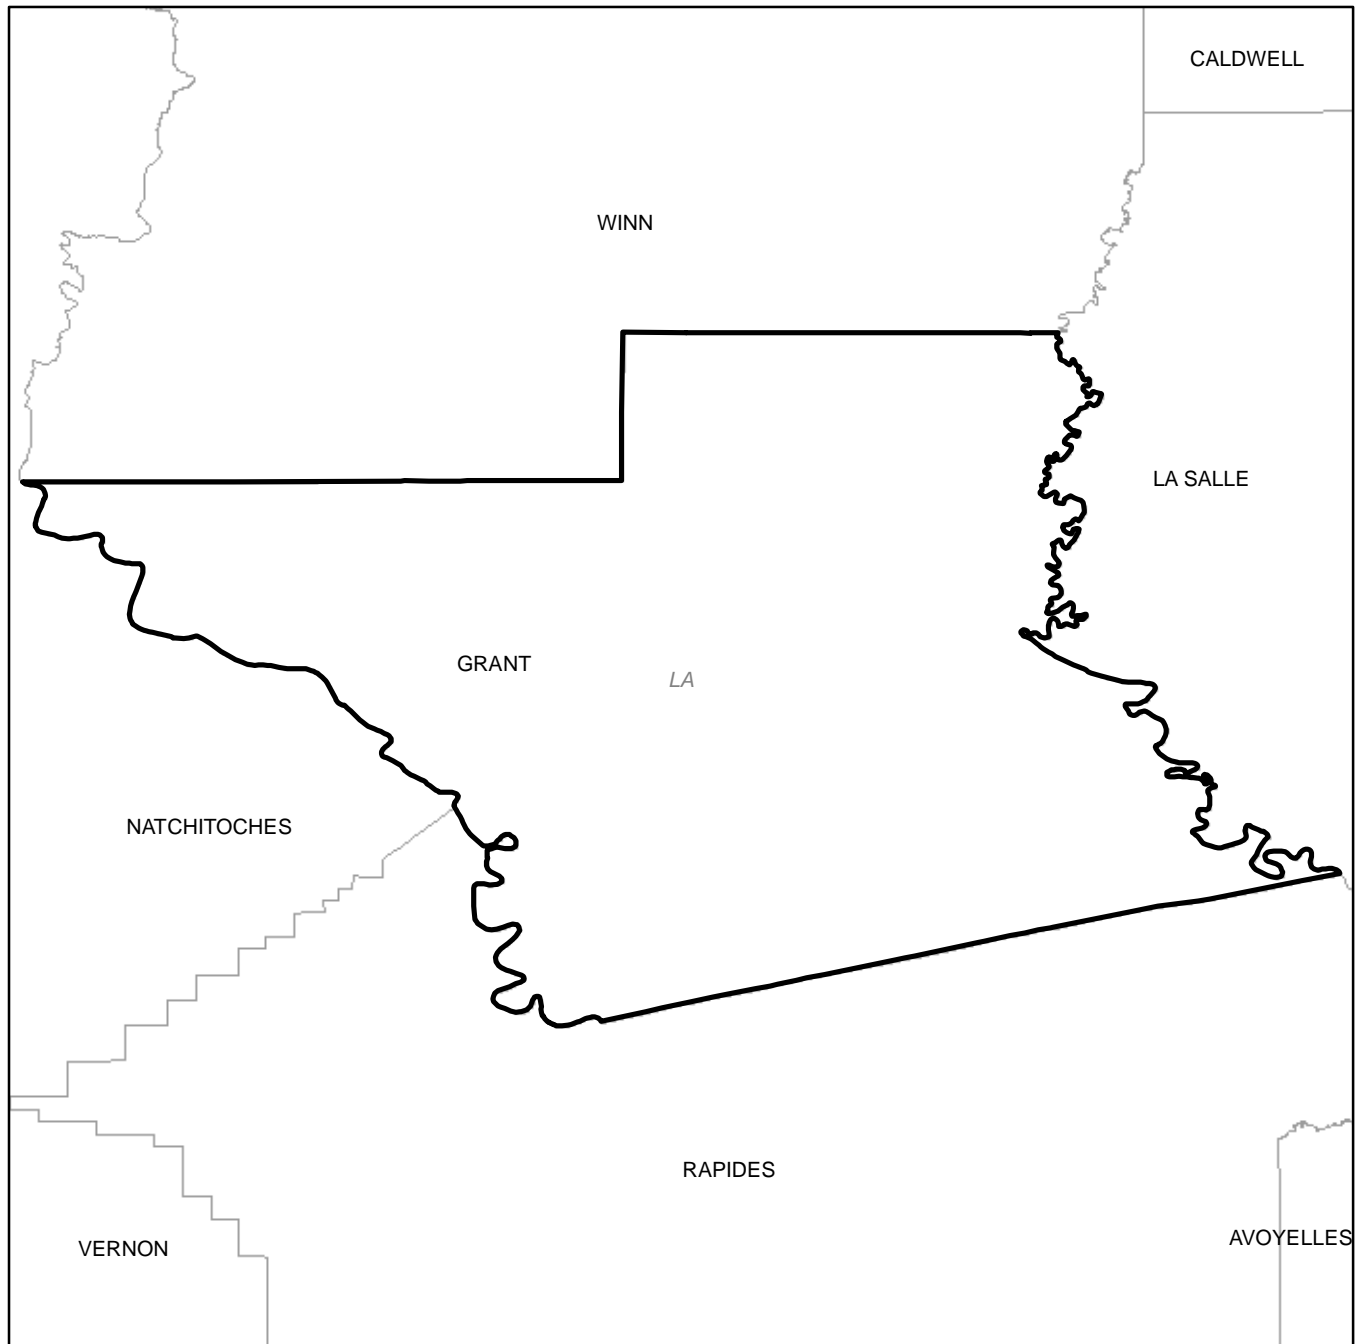 CALDWELL
WINN
LA SALLE
GRANT
LA
NATCHITOCHES
RAPIDES
VERNON
AVOYELLES